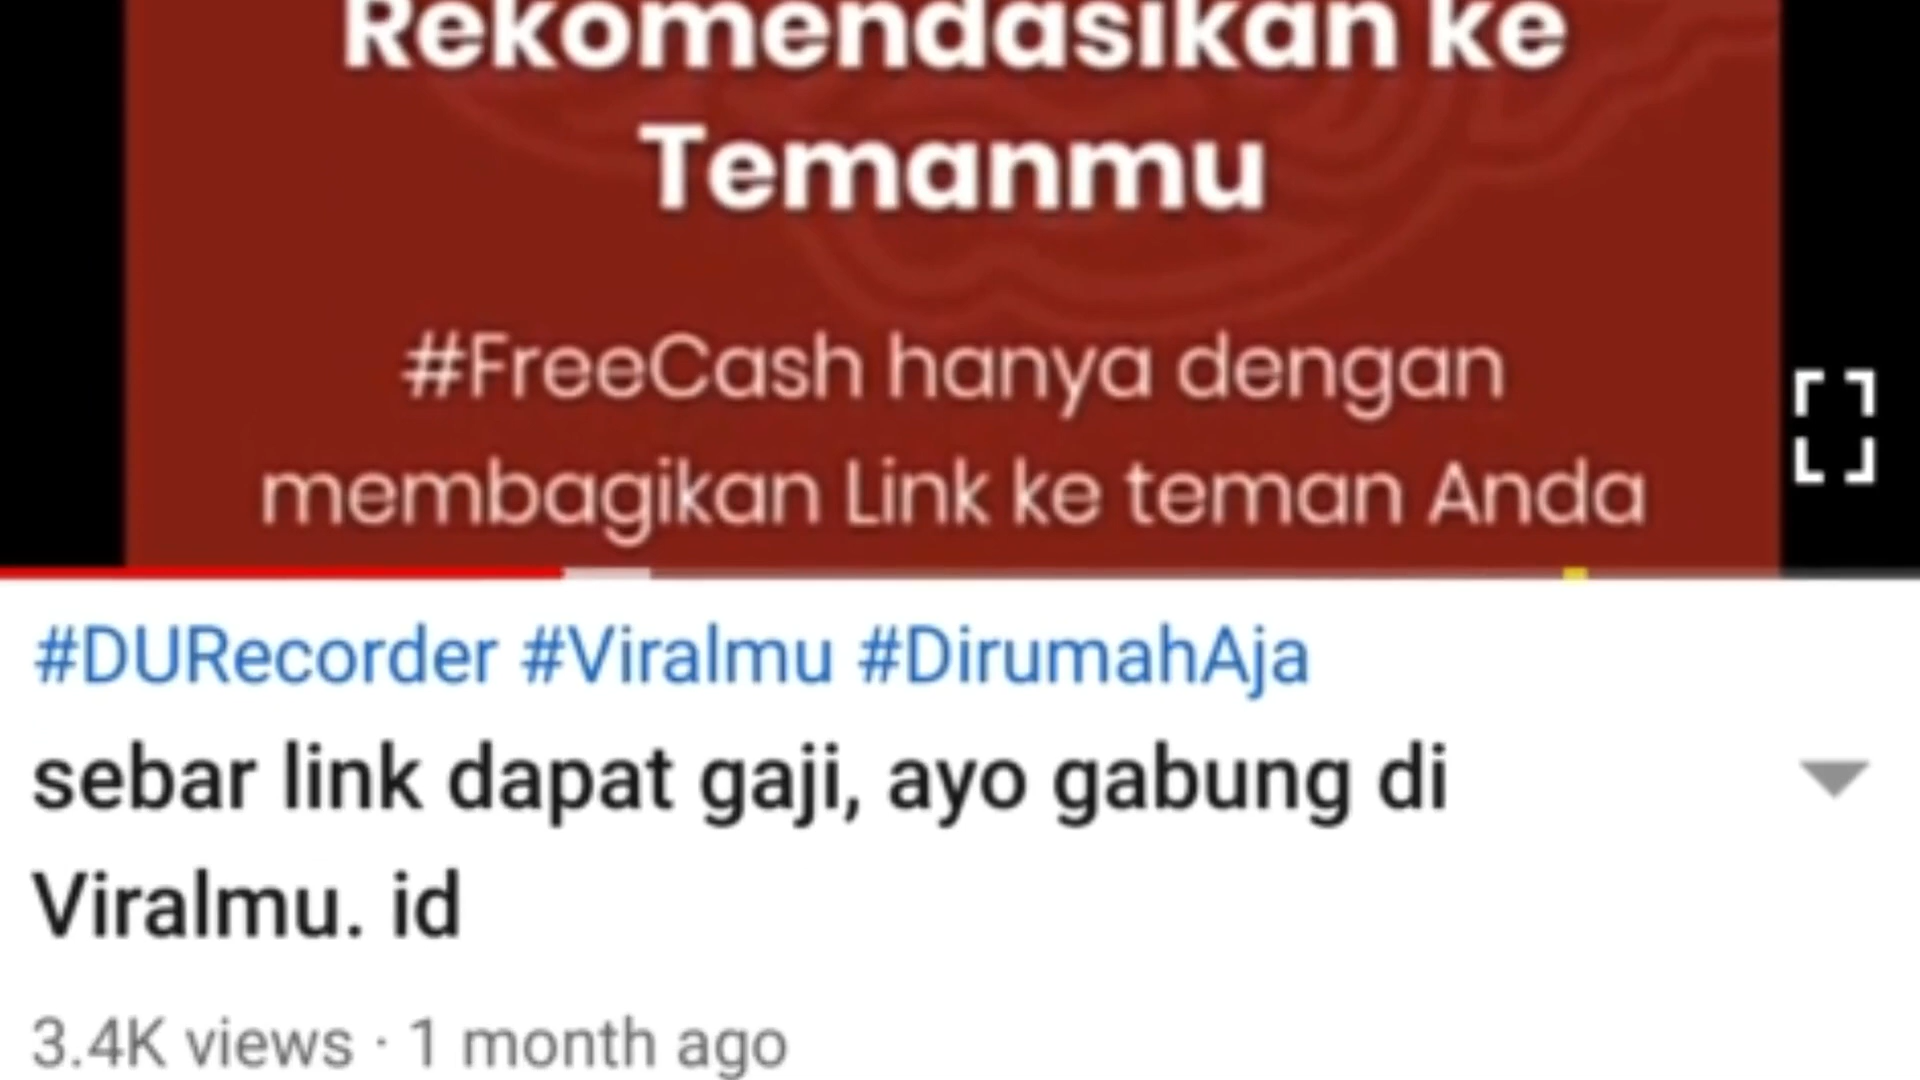 Rekomendasikan ke
Temanmu
#FreeCash hanya dengan
membagikan Link ke teman Anda
#DURecorder #Viralmu #DirumahAja
sebar link dapat gaji, ayo gabung di
Viralmu. id
3.4K views · 1 month ago